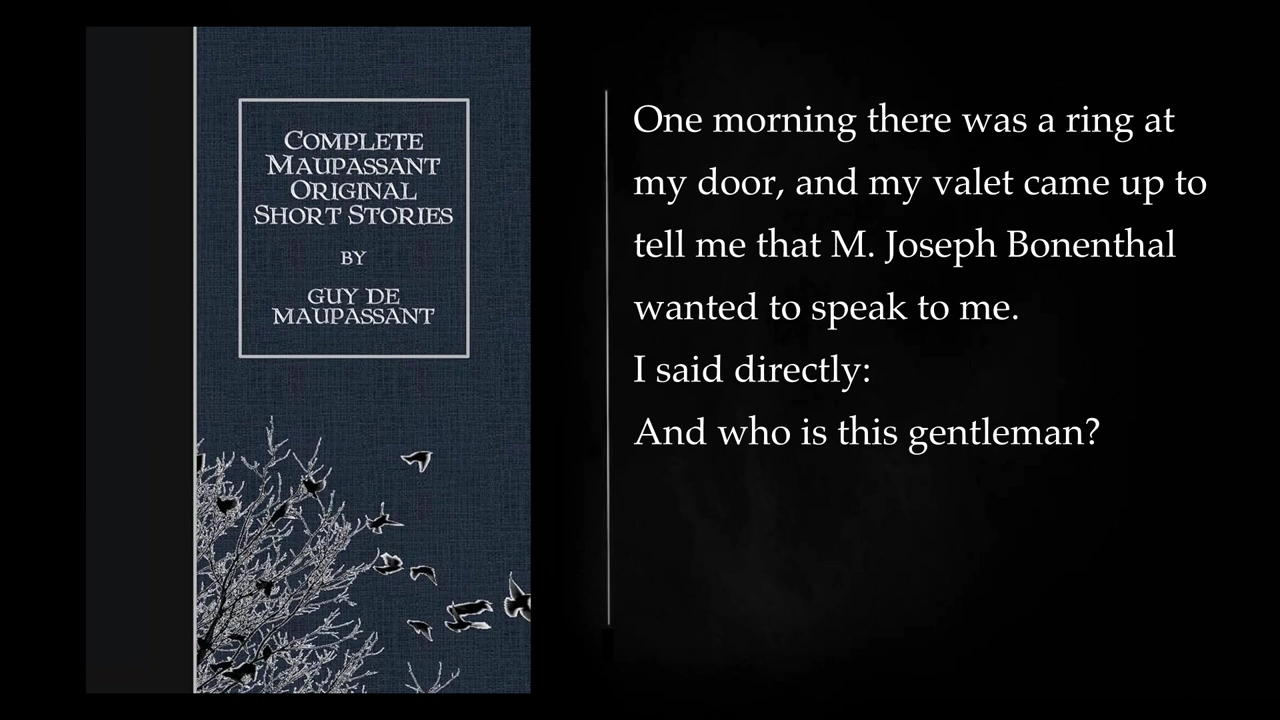 COMPLETE
MAUPASSANT
ORIGINAL
SHORT STORIES
BY
GUY DE
MAUPASSANT
One morning there was a ring at
my door, and my valet came up to
tell me that M. Joseph Bonenthal
wanted to speak to me.
I said directly:
And who is this gentleman?